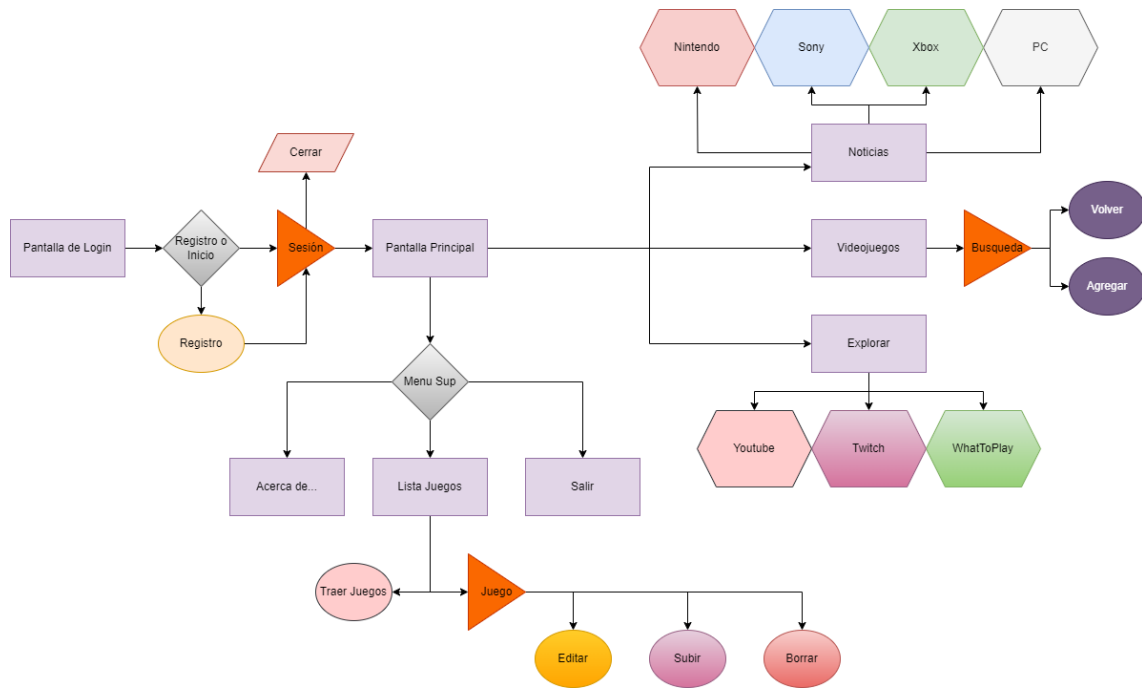 Nintendo
Sony
Xbox
PC
Cerrar
Noticias
Pantalla de Login
Registro o
Inicio
Sesión
Pantalla Principal
Videojuegos
Busqueda
Volver
Agregar
Registro
Explorar
Menu Sup
Youtube
Twitch
WhatToPlay
Acerca de...
Lista Juegos
Salir
Traer Juegos
Juego
Editar
Subir
Borrar